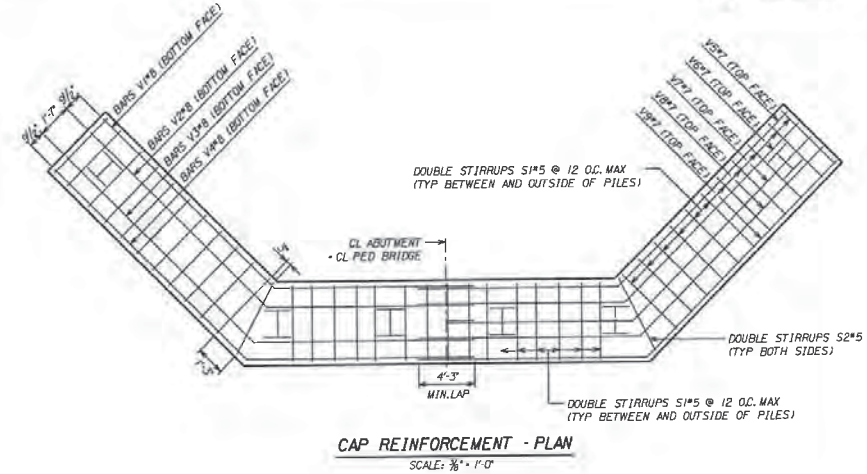 BARS V1#8 (BOTTOM FACE)
BARS V2#8 (BOTTOM FACE)
BARS V3#8 (BOTTOM FACE)
BARS V4#8 (BOTTOM FACE)
9½" 1'-7" 9½"
V5#7 (TOP FACE)
V6#7 (TOP FACE)
V7#7 (TOP FACE)
V8#7 (TOP FACE)
V9#7 (TOP FACE)
DOUBLE STIRRUPS S1#5 @ 12 O.C. MAX
(TYP BETWEEN AND OUTSIDE OF PILES)
CL ABUTMENT
= CL PED BRIDGE
DOUBLE STIRRUPS S2#5
(TYP BOTH SIDES)
4'-3"
MIN. LAP
DOUBLE STIRRUPS S1#5 @ 12 O.C. MAX
(TYP BETWEEN AND OUTSIDE OF PILES)
CAP REINFORCEMENT - PLAN
SCALE: ⅜" = 1'-0"